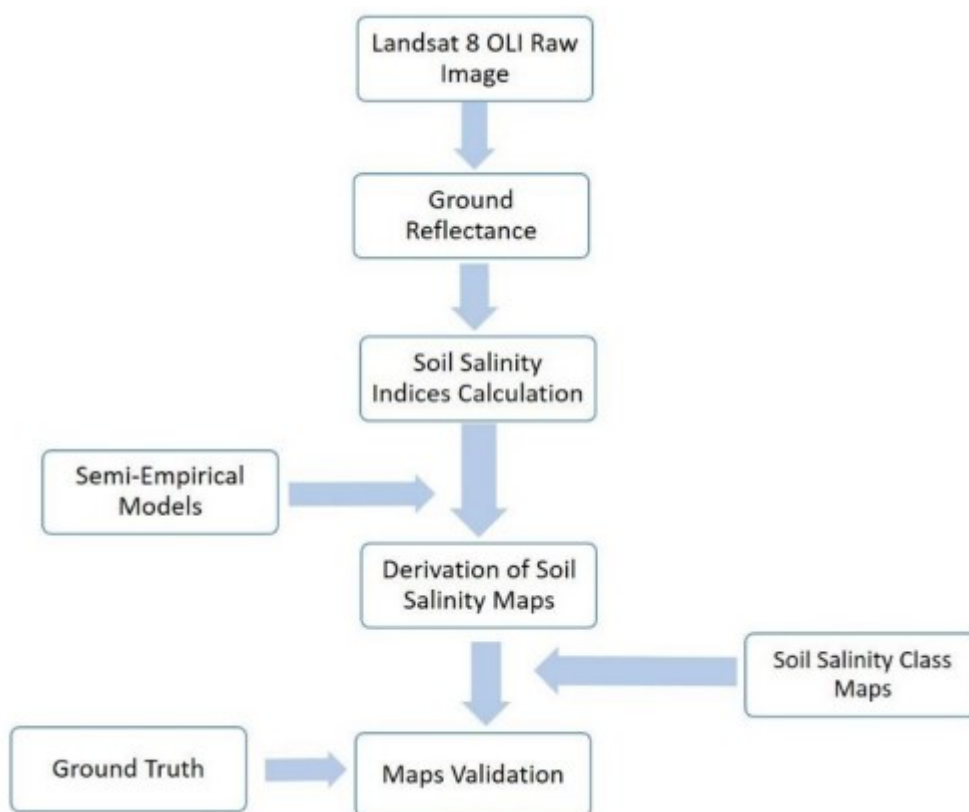 Landsat 8 OLI Raw
Image
Ground
Reflectance
Soil Salinity
Indices Calculation
Semi-Empirical
Models
Derivation of Soil
Salinity Maps
Soil Salinity Class
Maps
Ground Truth
Maps Validation